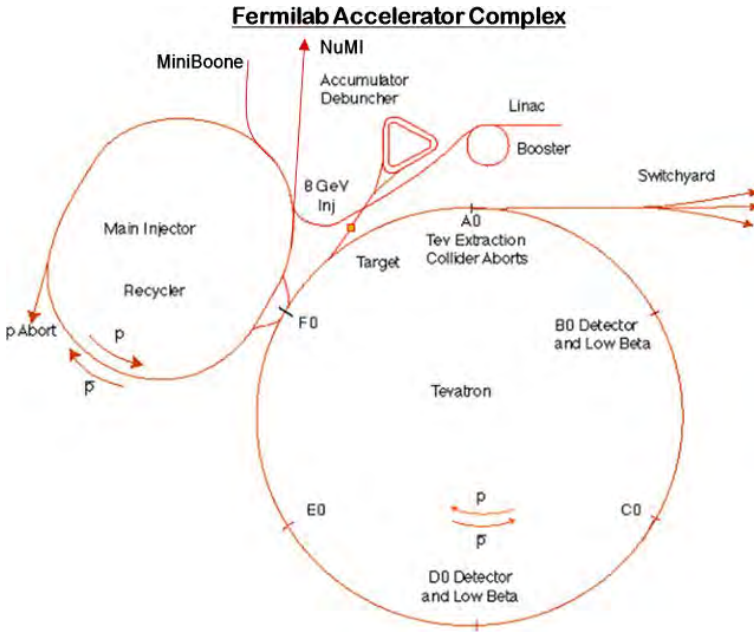 Fermilab Accelerator Complex
NuMI
MiniBoone
Accumulator
Debuncher
Linac
Booster
8 GeV
Inj
Switchyard
A0
Tev Extraction
Collider Aborts
Main Injector
Target
Recycler
p Abort
p
p̅
F0
B0 Detector
and Low Beta
Tevatron
E0
p
p̅
C0
D0 Detector
and Low Beta